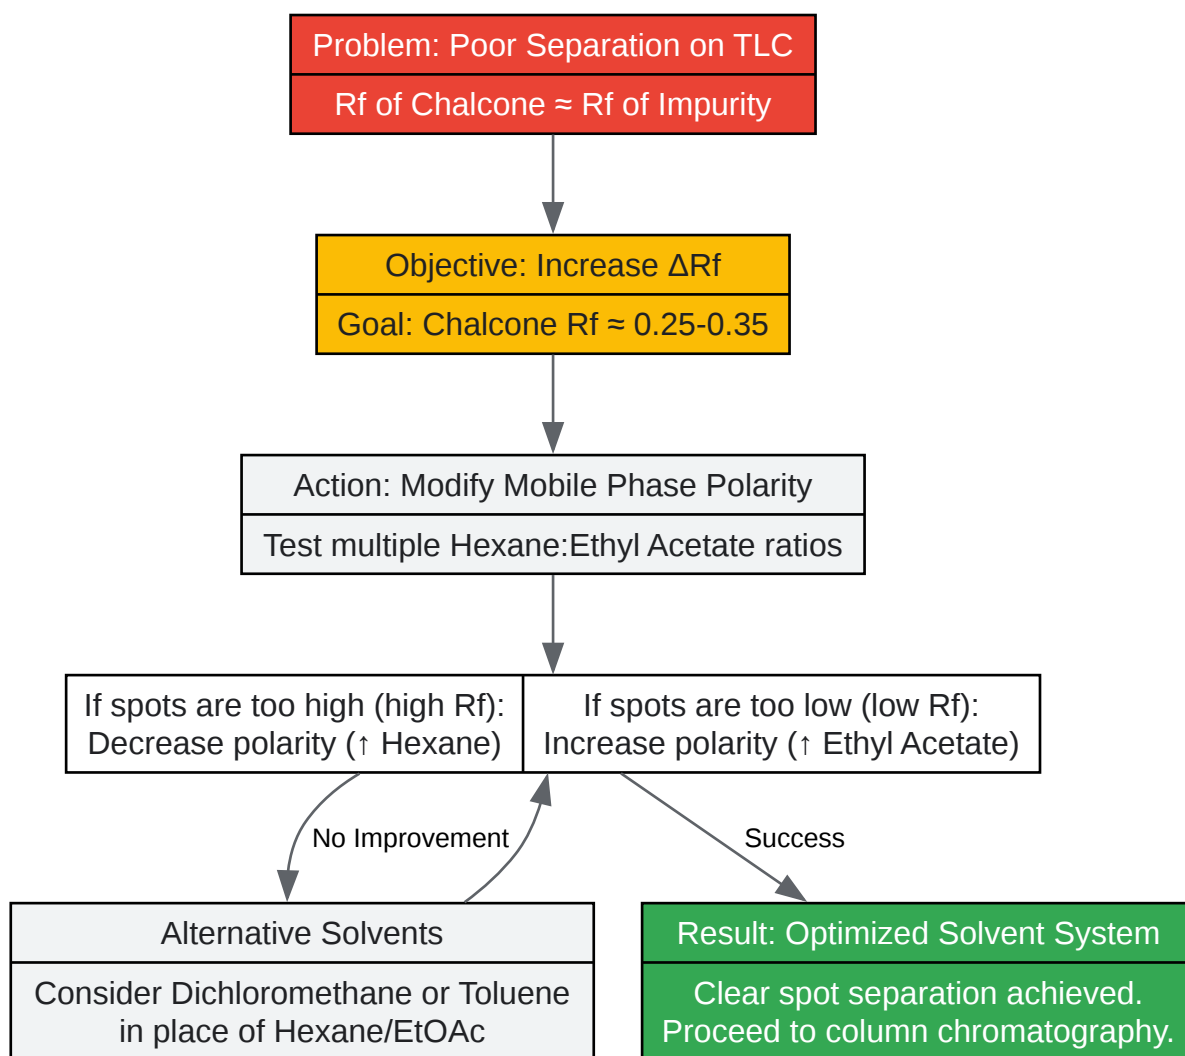 Problem: Poor Separation on TLC
Rf of Chalcone ≈ Rf of Impurity
Objective: Increase ΔRf
Goal: Chalcone Rf ≈ 0.25-0.35
Action: Modify Mobile Phase Polarity
Test multiple Hexane:Ethyl Acetate ratios
If spots are too high (high Rf):
Decrease polarity (↑ Hexane)
If spots are too low (low Rf):
Increase polarity (↑ Ethyl Acetate)
No Improvement
Success
Alternative Solvents
Consider Dichloromethane or Toluene
in place of Hexane/EtOAc
Result: Optimized Solvent System
Clear spot separation achieved.
Proceed to column chromatography.